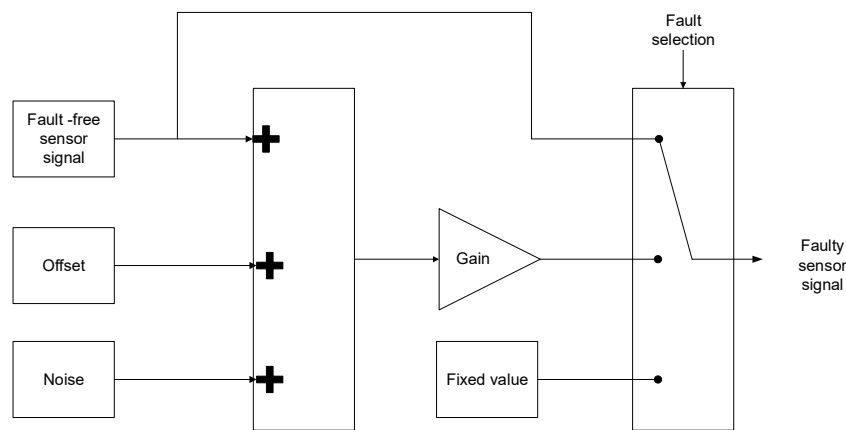 Fault
selection
Fault -free
sensor
signal
Offset
Gain
Faulty
sensor
signal
Noise
Fixed value